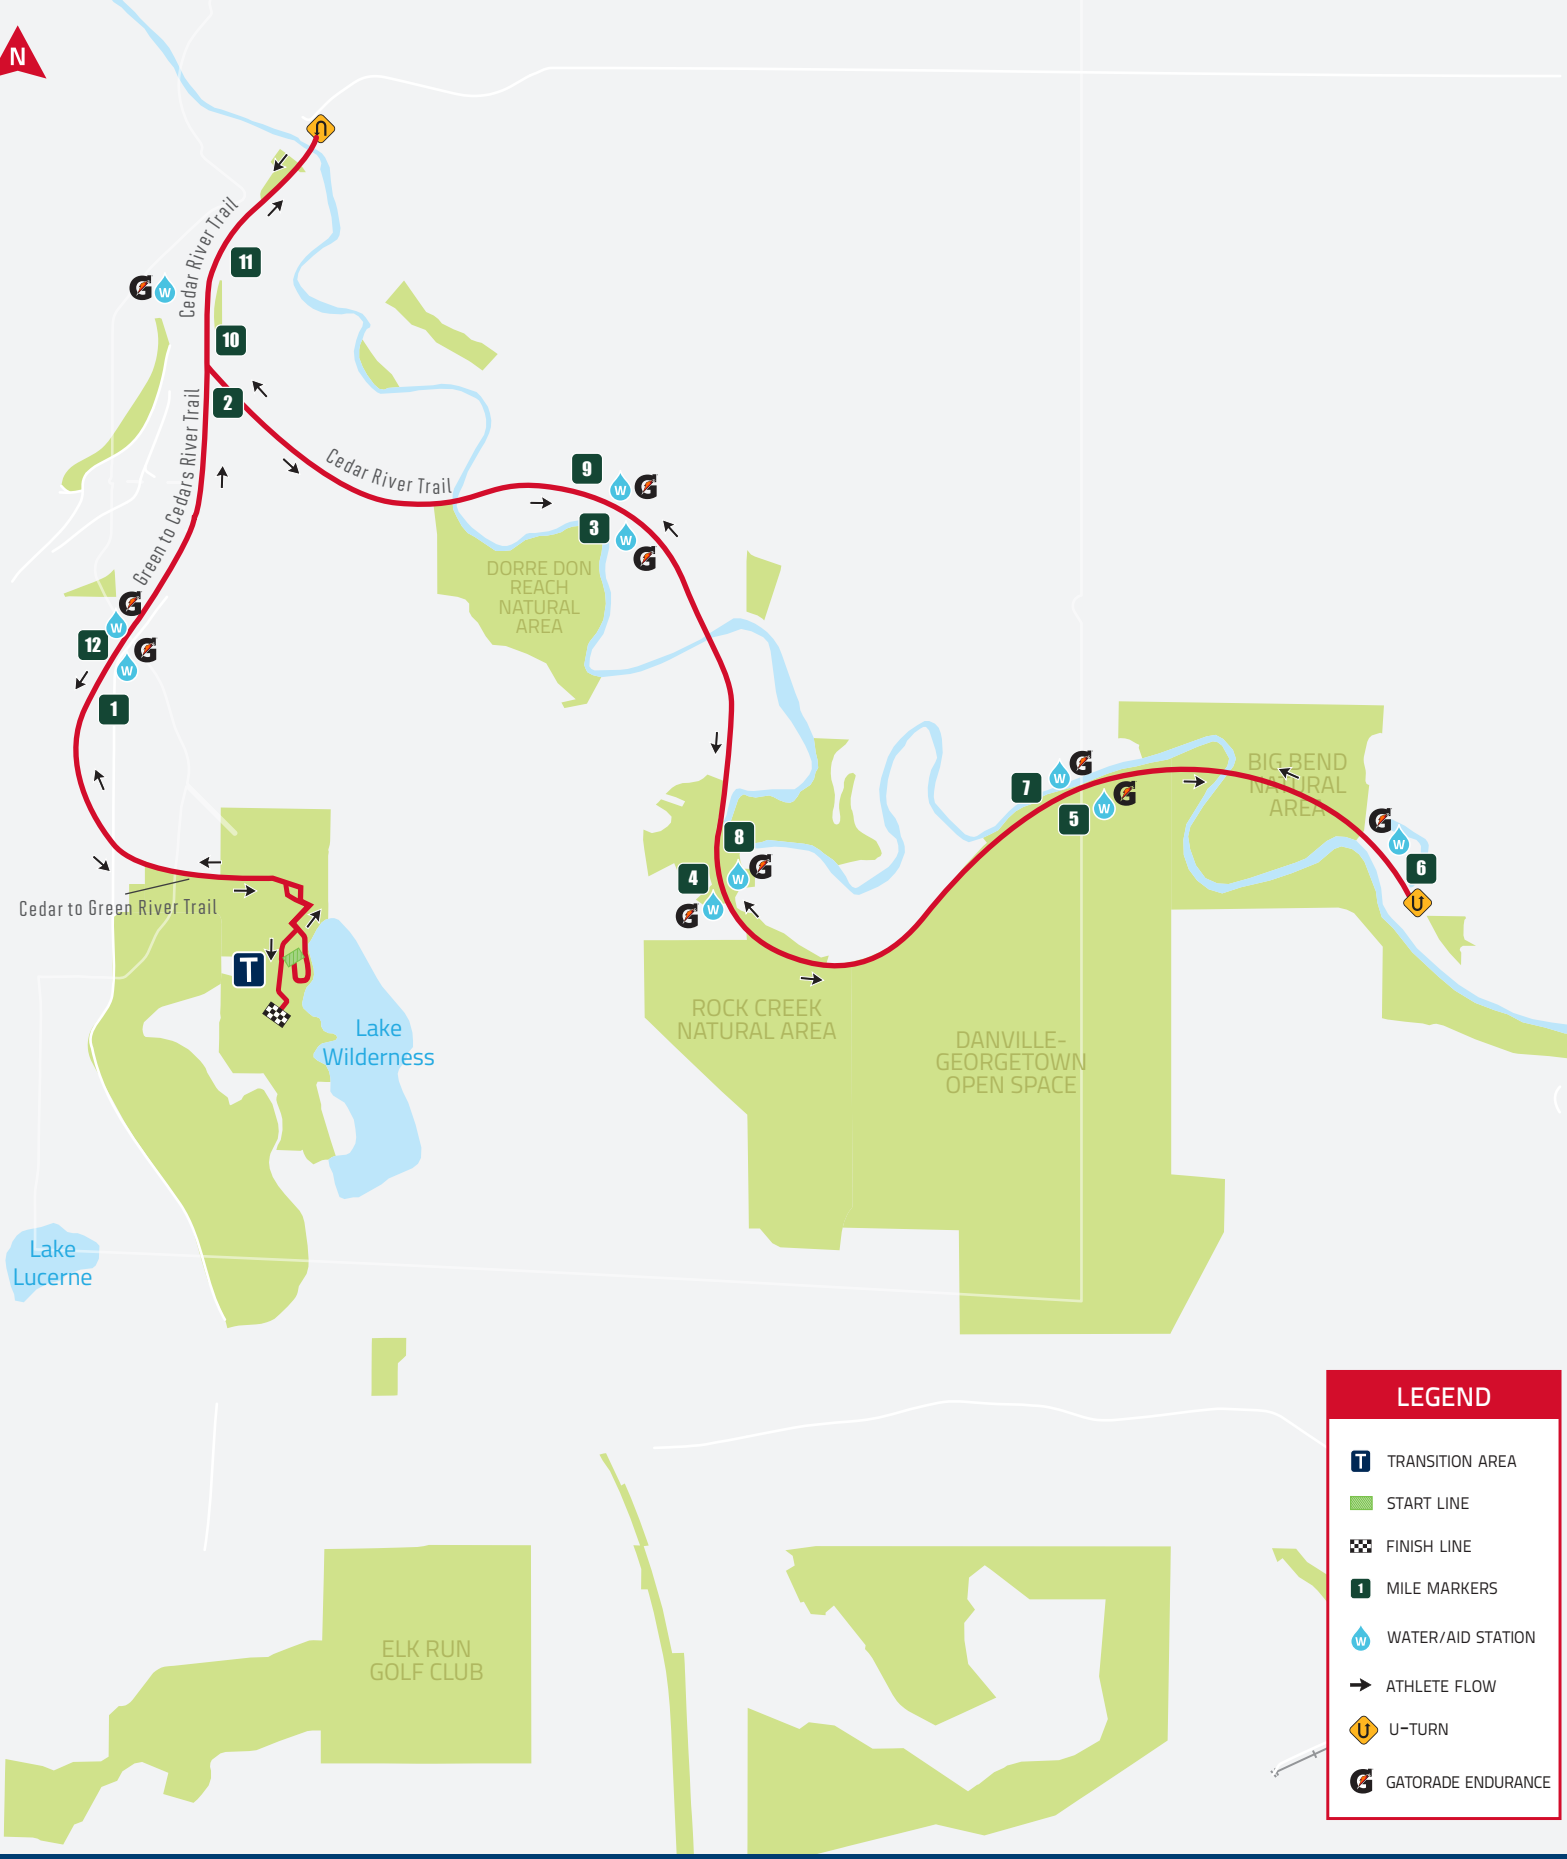 N
Cedar River Trail
11
G W
10
2
Green to Cedars River Trail
Cedar River Trail
9
W G
3
W
G
DORRE DON
REACH
NATURAL
AREA
G
W
12
G
W
1
7
W G
5
W G
BIG BEND
NATURAL
AREA
G
W
6
8
W G
4
G W
Cedar to Green River Trail
T
Lake
Wilderness
ROCK CREEK
NATURAL AREA
DANVILLE-
GEORGETOWN
OPEN SPACE
Lake
Lucerne
ELK RUN
GOLF CLUB
LEGEND
T TRANSITION AREA
START LINE
FINISH LINE
1 MILE MARKERS
W WATER/AID STATION
ATHLETE FLOW
U-TURN
G GATORADE ENDURANCE